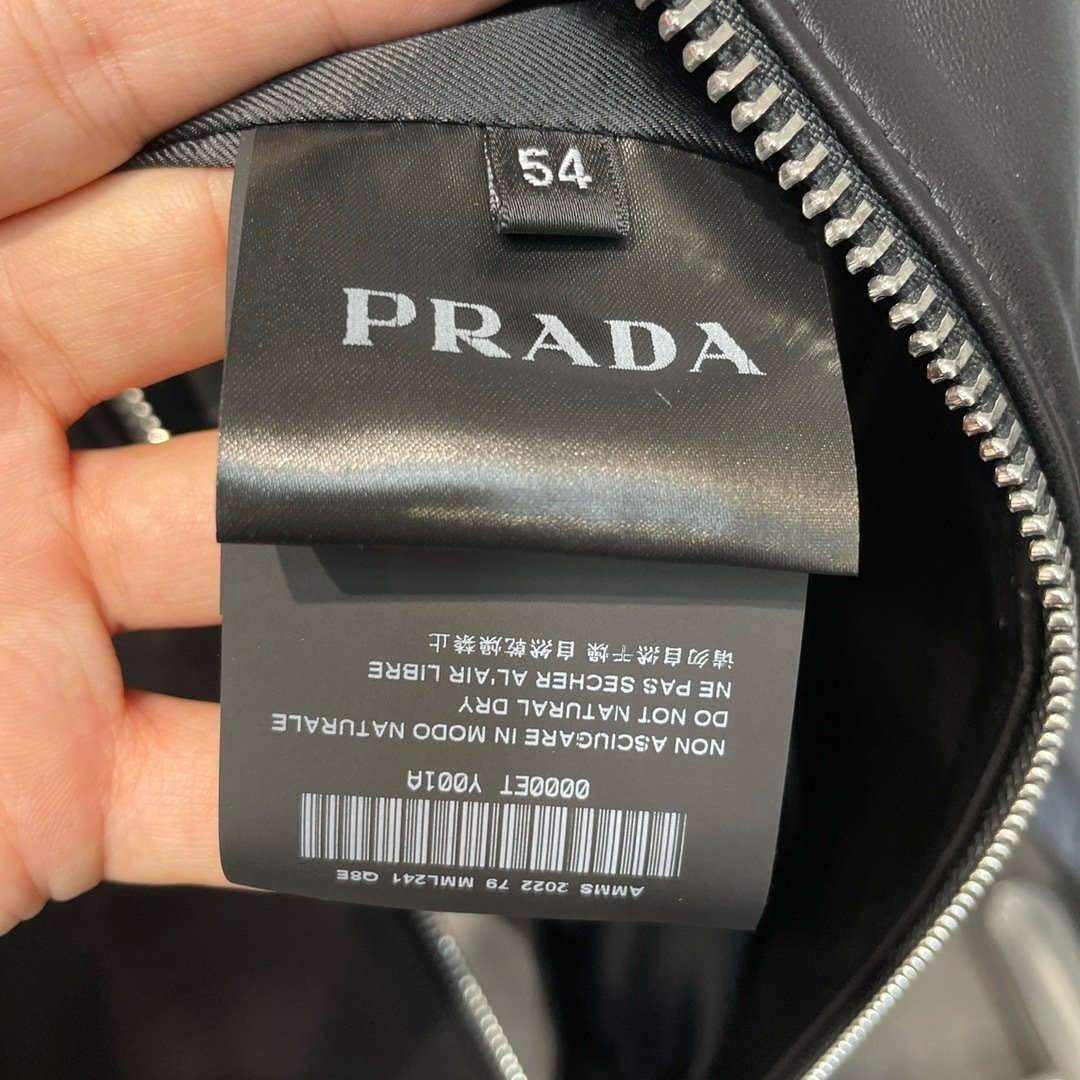 54
PRADA
AMMS 2022 79 MML241 Q8E
0000ET Y001A
NON ASCIUGARE IN MODO NATURALE
DO NOT NATURAL DRY
NE PAS SECHER AL'AIR LIBRE
请勿自然干燥 自然乾燥禁止